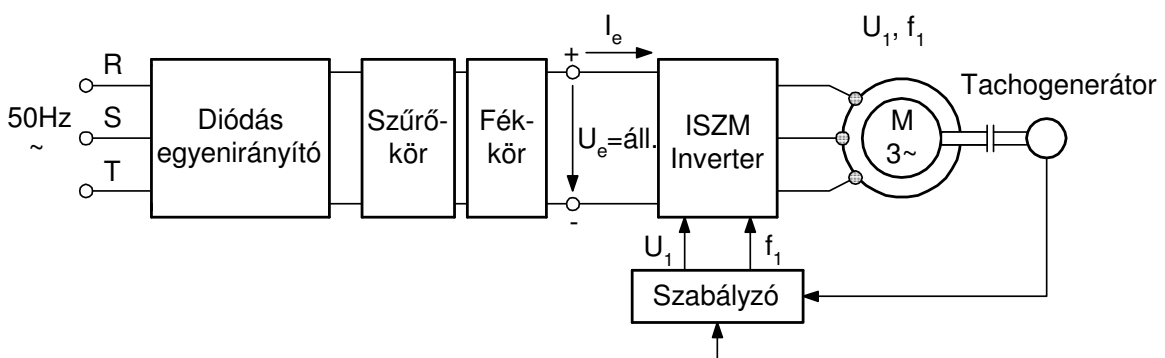 U1, f1
Ie
+
R
50Hz
S
~
T
Diódás
egyenirányító
Szűrő-
kör
Fék-
kör
Ue=áll.
-
ISZM
Inverter
M
3~
Tachogenerátor
U1
f1
Szabályzó